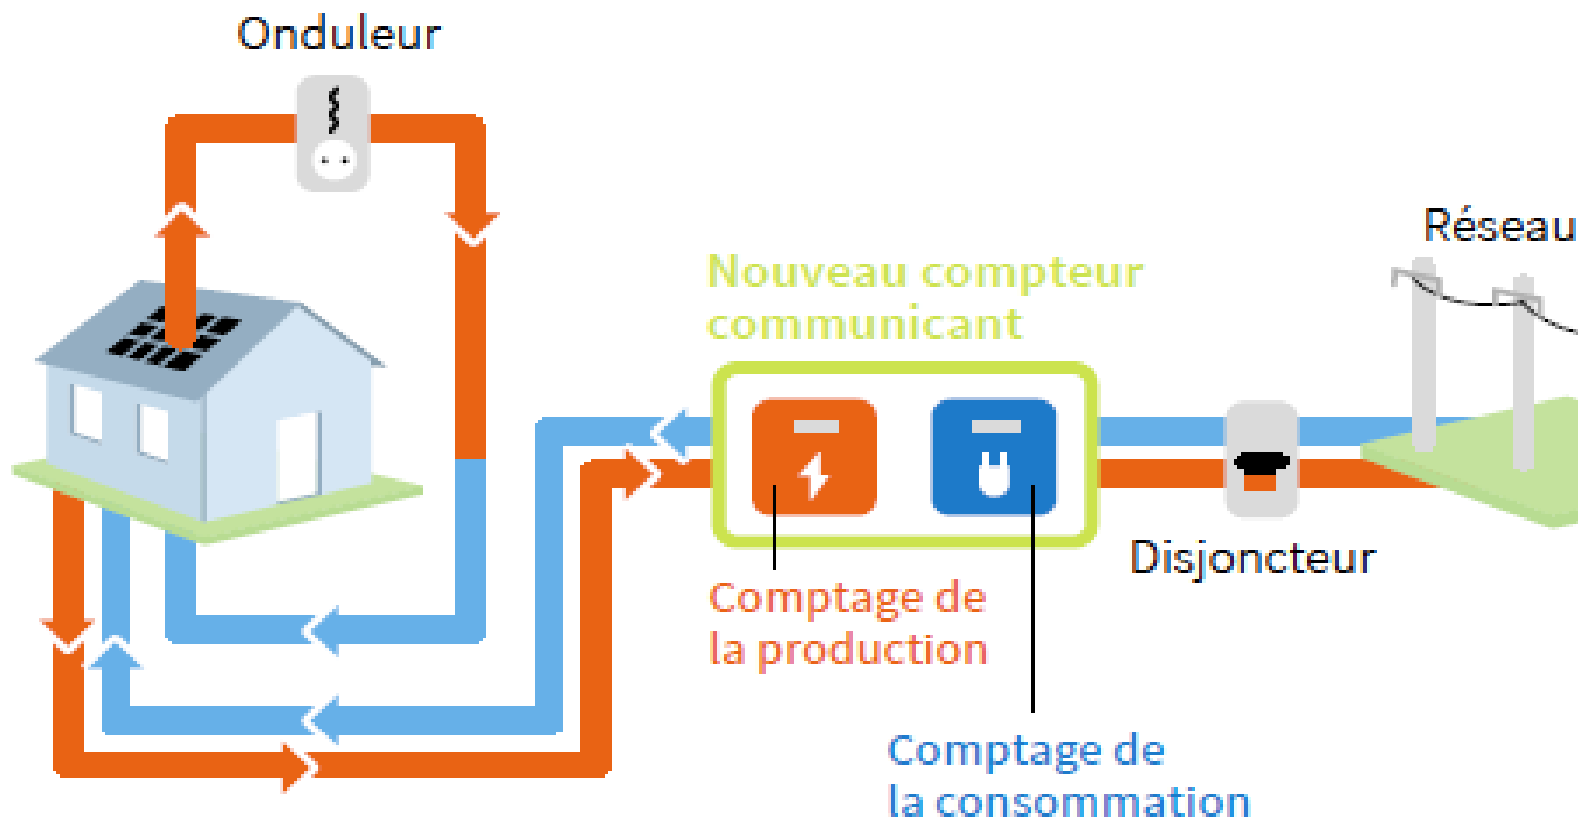 Onduleur
Réseau
Nouveau compteur
communicant
Disjoncteur
Comptage de
la production
Comptage de
la consommation